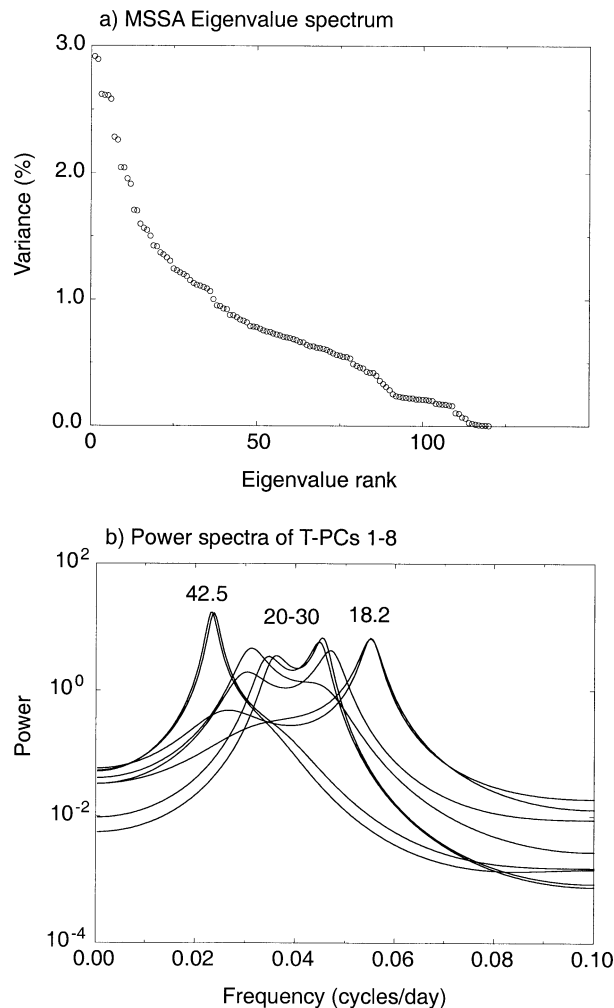 a) MSSA Eigenvalue spectrum
3.0
2.0
1.0
0.0
Variance (%)
0 50 100
Eigenvalue rank
b) Power spectra of T-PCs 1-8
10^2
10^0
10^-2
10^-4
Power
42.5 20-30 18.2
0.00 0.02 0.04 0.06 0.08 0.10
Frequency (cycles/day)